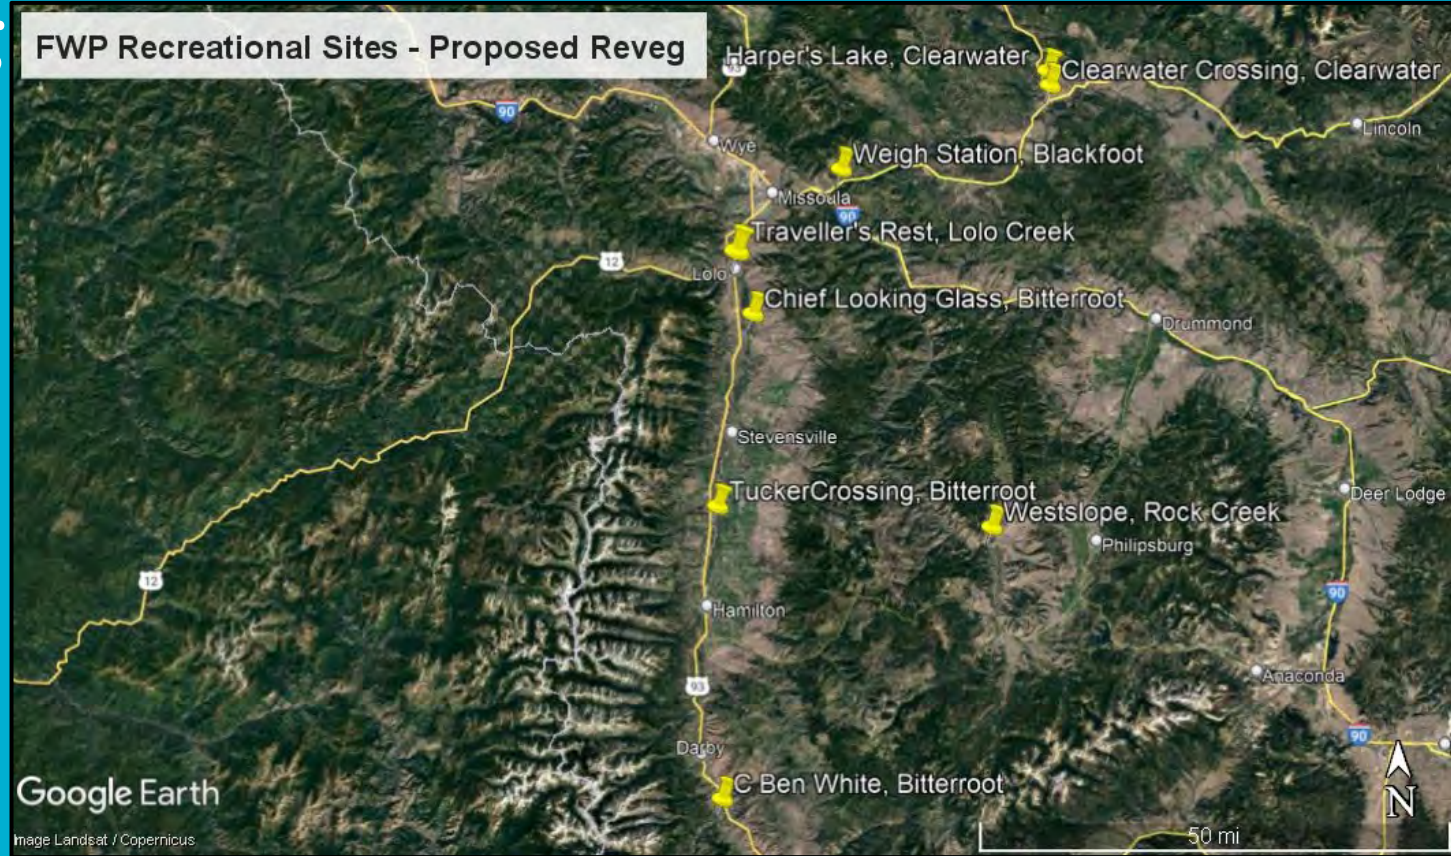 FWP Recreational Sites - Proposed Reveg
Harper's Lake, Clearwater
93
Clearwater Crossing, Clearwater
90
Lincoln
Wye
Weigh Station, Blackfoot
Missoula
90
Traveller's Rest, Lolo Creek
12
Lolo
Chief Looking Glass, Bitterroot
Drummond
Stevensville
TuckerCrossing, Bitterroot
Deer Lodge
Westslope, Rock Creek
Philipsburg
12
90
Hamilton
Anaconda
93
90
Darby
C Ben White, Bitterroot
Google Earth
N
50 mi
Image Landsat / Copernicus